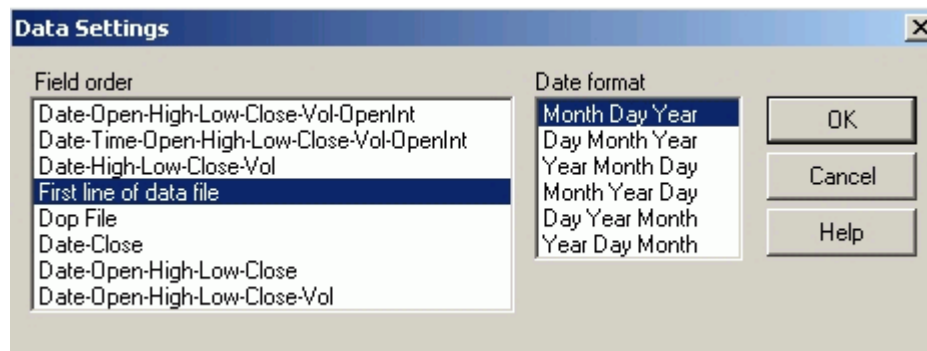 Data Settings
Field order
Date-Open-High-Low-Close-Vol-OpenInt
Date-Time-Open-High-Low-Close-Vol-OpenInt
Date-High-Low-Close-Vol
First line of data file
Dop File
Date-Close
Date-Open-High-Low-Close
Date-Open-High-Low-Close-Vol
Date format
Month Day Year
Day Month Year
Year Month Day
Month Year Day
Day Year Month
Year Day Month
OK
Cancel
Help